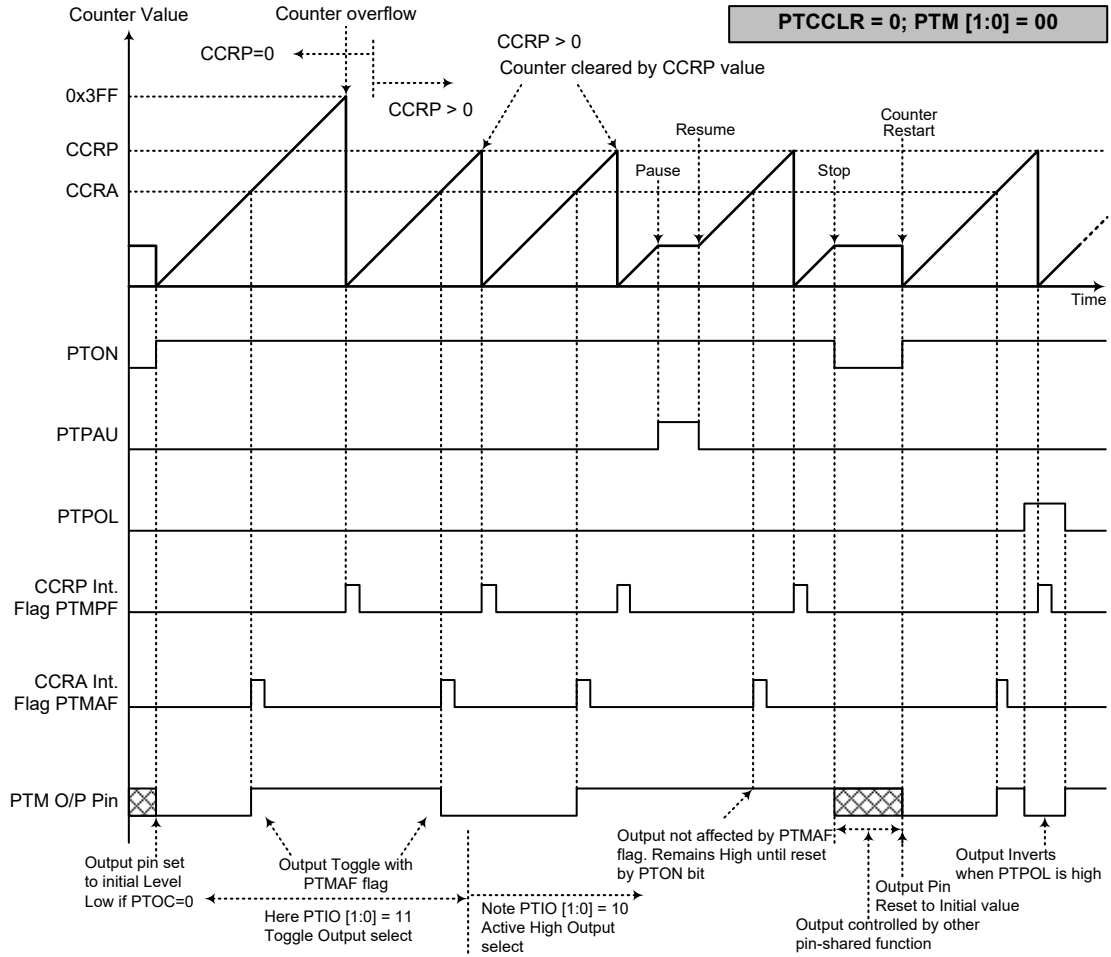 Counter Value
Counter overflow
PTCCLR = 0; PTM [1:0] = 00
CCRP=0
CCRP > 0
CCRP > 0
Counter cleared by CCRP value
0x3FF
CCRP
CCRA
Pause
Resume
Stop
Counter
Restart
Time
PTON
PTPAU
PTPOL
CCRP Int.
Flag PTMPF
CCRA Int.
Flag PTMAF
PTM O/P Pin
Output pin set
to initial Level
Low if PTOC=0
Output Toggle with
PTMAF flag
Here PTIO [1:0] = 11
Toggle Output select
Note PTIO [1:0] = 10
Active High Output
select
Output not affected by PTMAF
flag. Remains High until reset
by PTON bit
Output Pin
Reset to Initial value
Output controlled by other
pin-shared function
Output Inverts
when PTPOL is high